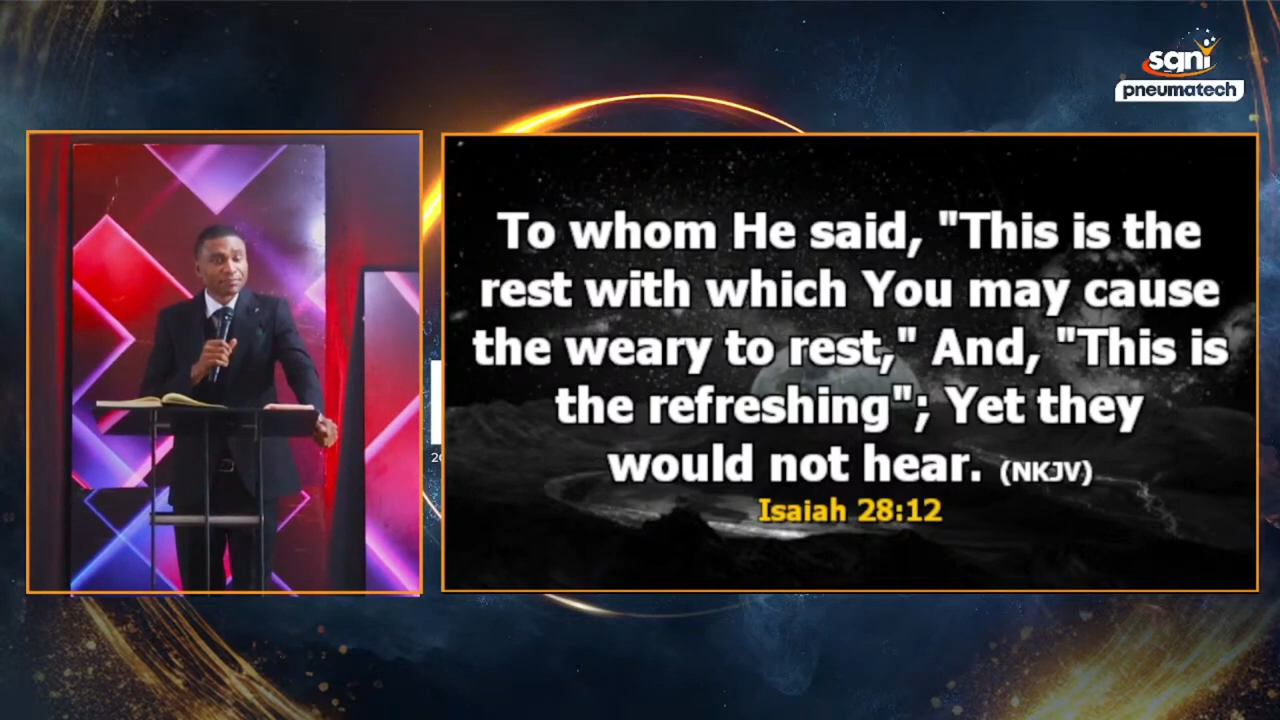 sqni
pneumatech
To whom He said, "This is the
rest with which You may cause
the weary to rest," And, "This is
the refreshing"; Yet they
would not hear. (NKJV)
Isaiah 28:12